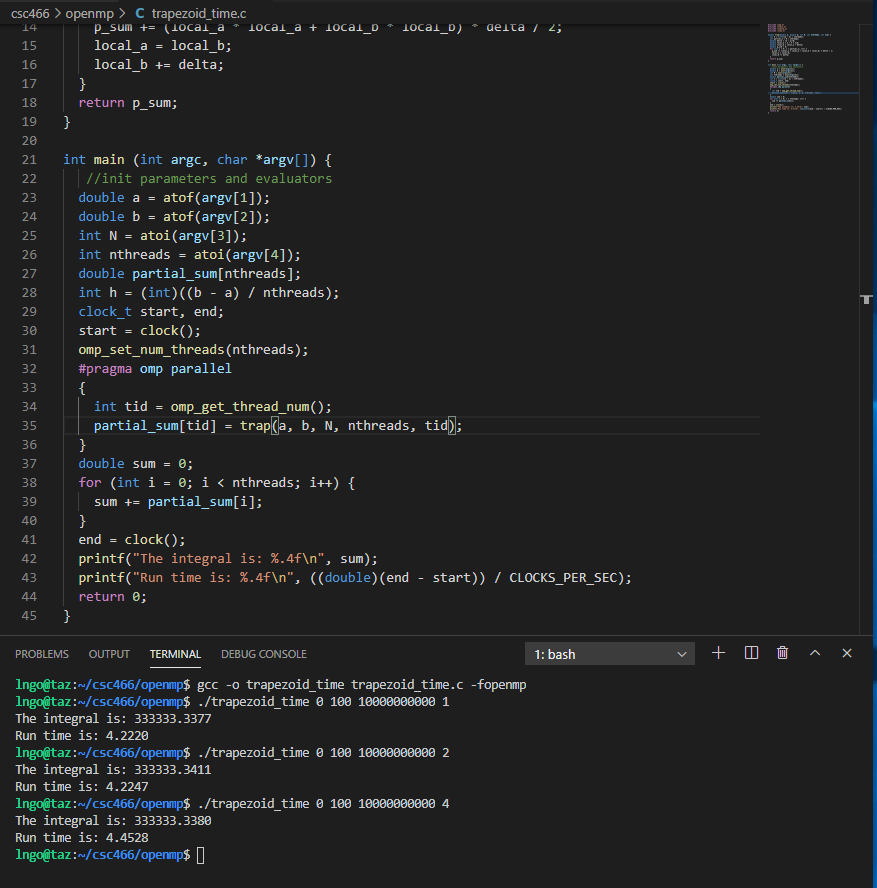 csc466 > openmp > C trapezoid_time.c
14 p_sum += (local_a * local_a + local_b * local_b) * delta / 2;
15 local_a = local_b;
16 local_b += delta;
17 }
18 return p_sum;
19 }
20
21 int main (int argc, char *argv[]) {
22 //init parameters and evaluators
23 double a = atof(argv[1]);
24 double b = atof(argv[2]);
25 int N = atoi(argv[3]);
26 int nthreads = atoi(argv[4]);
27 double partial_sum[nthreads];
28 int h = (int)((b - a) / nthreads);
29 clock_t start, end;
30 start = clock();
31 omp_set_num_threads(nthreads);
32 #pragma omp parallel
33 {
34 int tid = omp_get_thread_num();
35 partial_sum[tid] = trap(a, b, N, nthreads, tid);
36 }
37 double sum = 0;
38 for (int i = 0; i < nthreads; i++) {
39 sum += partial_sum[i];
40 }
41 end = clock();
42 printf("The integral is: %.4f\n", sum);
43 printf("Run time is: %.4f\n", ((double)(end - start)) / CLOCKS_PER_SEC);
44 return 0;
45 }
PROBLEMS OUTPUT TERMINAL DEBUG CONSOLE 1: bash
lngo@taz:~/csc466/openmp$ gcc -o trapezoid_time trapezoid_time.c -fopenmp
lngo@taz:~/csc466/openmp$ ./trapezoid_time 0 100 10000000000 1
The integral is: 333333.3377
Run time is: 4.2220
lngo@taz:~/csc466/openmp$ ./trapezoid_time 0 100 10000000000 2
The integral is: 333333.3411
Run time is: 4.2247
lngo@taz:~/csc466/openmp$ ./trapezoid_time 0 100 10000000000 4
The integral is: 333333.3380
Run time is: 4.4528
lngo@taz:~/csc466/openmp$